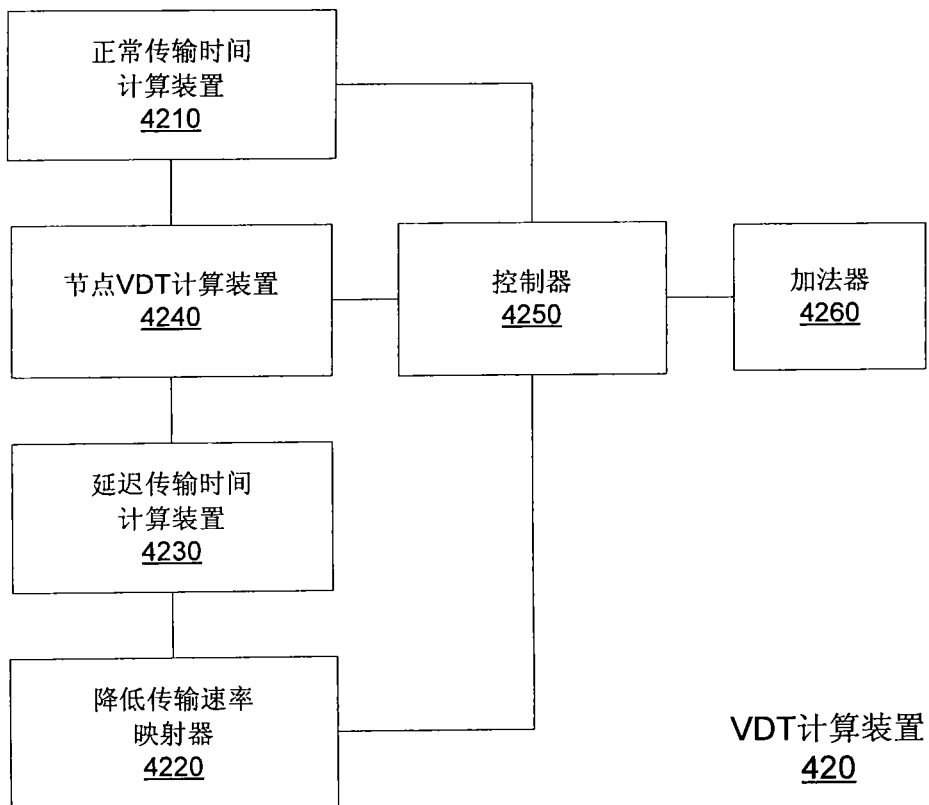 正常传输时间
计算装置
4210
节点VDT计算装置
4240
控制器
4250
加法器
4260
延迟传输时间
计算装置
4230
降低传输速率
映射器
4220
VDT计算装置
420